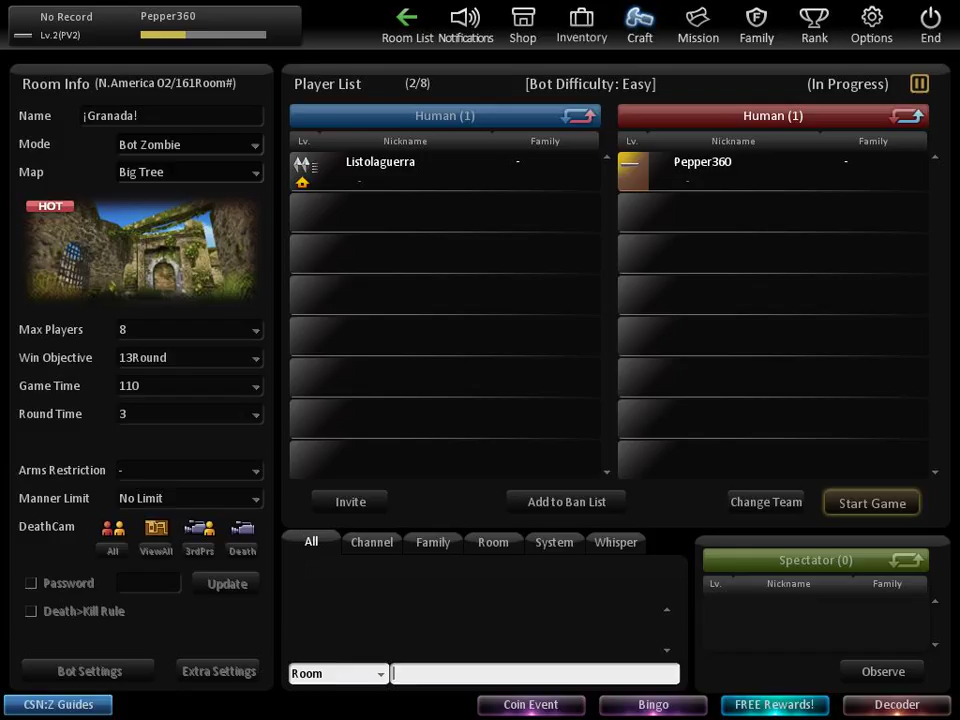 No Record
Pepper360
Lv.2(PV2)
Room List
Notifications
Shop
Inventory
Craft
Mission
Family
Rank
Options
End
Room Info (N.America 02/161Room#)
Name
¡Granada!
Mode
Bot Zombie
Map
Big Tree
HOT
Max Players
8
Win Objective
13Round
Game Time
110
Round Time
3
Arms Restriction
-
Manner Limit
No Limit
DeathCam
All
ViewAll
3rdPrs
Death
Password
Update
Death>Kill Rule
Bot Settings
Extra Settings
CSN:Z Guides
Player List (2/8) [Bot Difficulty: Easy] (In Progress)
Human (1)
Lv. Nickname Family
Listolaguerra -
-
Human (1)
Lv. Nickname Family
Pepper360 -
-
Invite
Add to Ban List
Change Team
Start Game
All
Channel
Family
Room
System
Whisper
Room
Spectator (0)
Lv. Nickname Family
Observe
Coin Event
Bingo
FREE Rewards!
Decoder